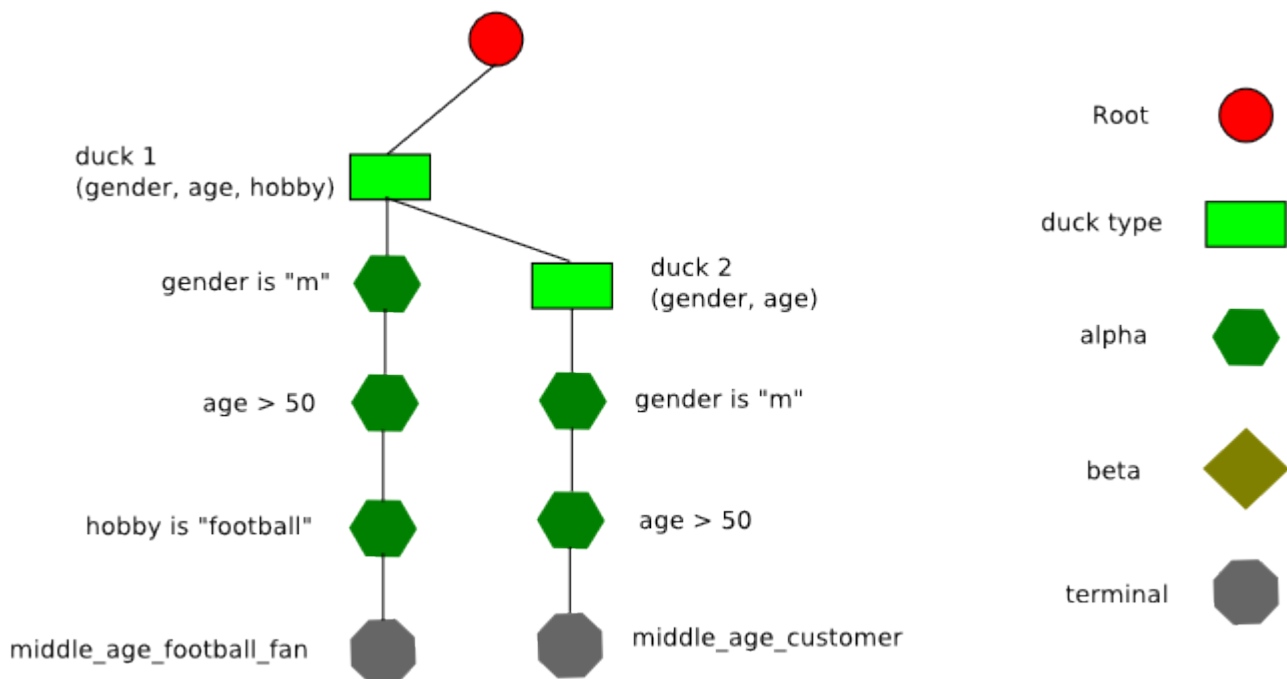 duck 1
(gender, age, hobby)
gender is "m"
age > 50
hobby is "football"
middle_age_football_fan
duck 2
(gender, age)
gender is "m"
age > 50
middle_age_customer
Root
duck type
alpha
beta
terminal